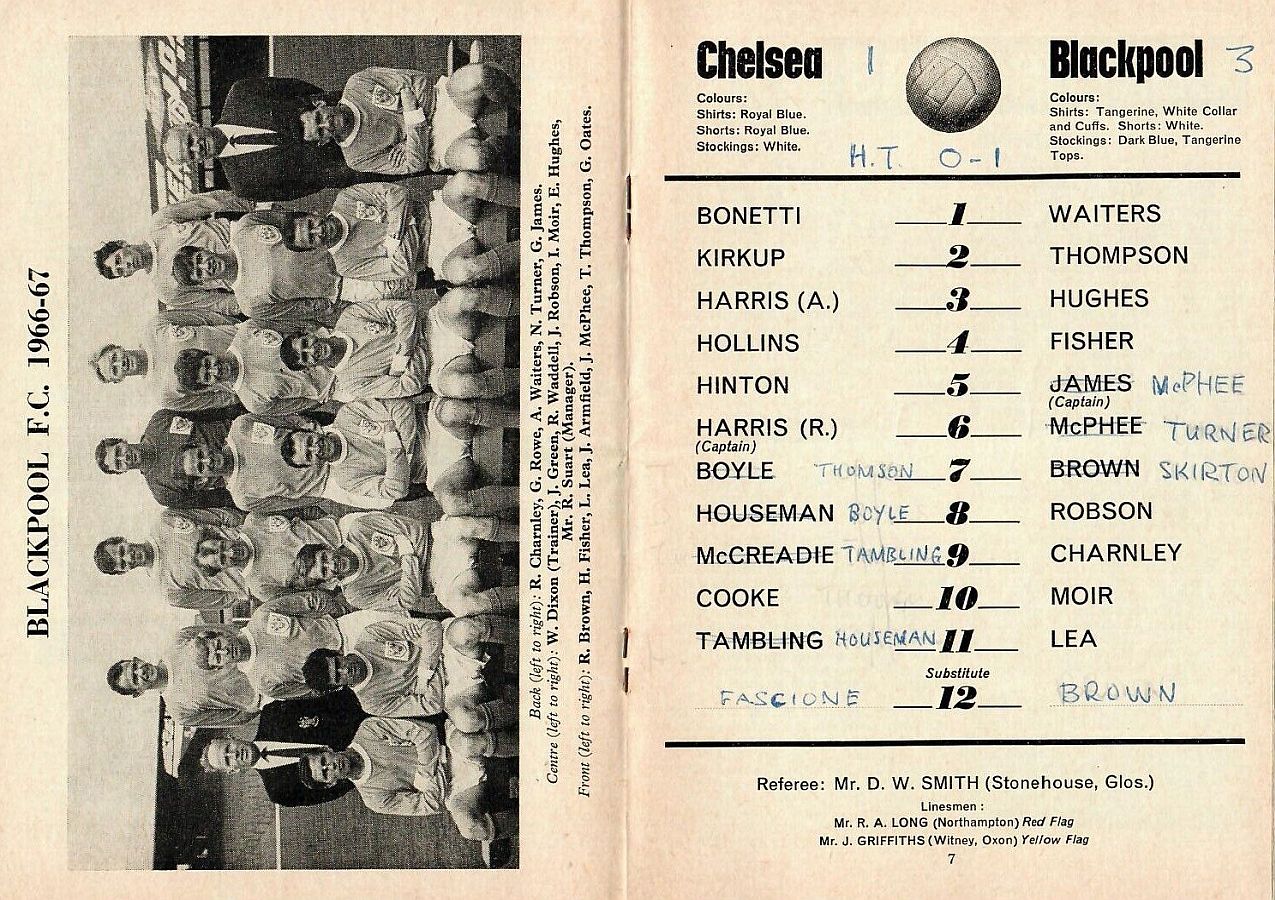 BLACKPOOL F.C. 1966-67
Back (left to right): R. Charnley, G. Rowe, A. Waiters, N. Turner, G. James.
Centre (left to right): W. Dixon (Trainer), J. Green, R. Waddell, J. Robson, I. Moir, E. Hughes,
Mr. R. Suart (Manager).
Front (left to right): R. Brown, H. Fisher, L. Lea, J. Armfield, J. McPhee, T. Thompson, G. Oates.
Chelsea 1 Blackpool 3
Colours: Colours:
Shirts: Royal Blue. Shirts: Tangerine, White Collar
Shorts: Royal Blue. and Cuffs. Shorts: White.
Stockings: White. Stockings: Dark Blue, Tangerine
Tops.
H.T. 0-1
BONETTI 1 WAITERS
KIRKUP 2 THOMPSON
HARRIS (A.) 3 HUGHES
HOLLINS 4 FISHER
HINTON 5 JAMES McPHEE
(Captain)
HARRIS (R.) 6 McPHEE TURNER
(Captain)
BOYLE THOMSON 7 BROWN SKIRTON
HOUSEMAN BOYLE 8 ROBSON
McCREADIE TAMBLING 9 CHARNLEY
COOKE 10 MOIR
TAMBLING HOUSEMAN 11 LEA
Substitute
FASCIONE 12 BROWN
Referee: Mr. D. W. SMITH (Stonehouse, Glos.)
Linesmen :
Mr. R. A. LONG (Northampton) Red Flag
Mr. J. GRIFFITHS (Witney, Oxon) Yellow Flag
7